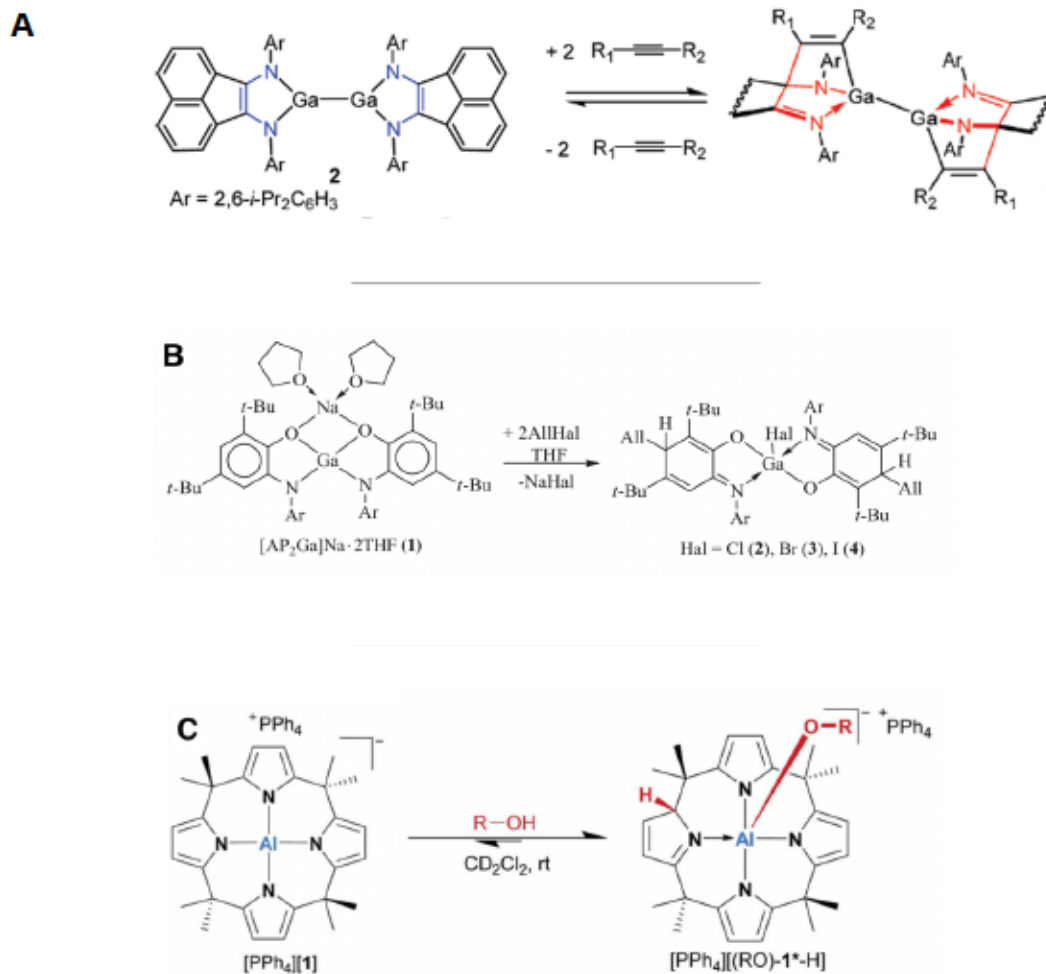 A
Ar Ar R₁ R₂
N N + 2 R₁ R₂ Ar N Ar N
Ga Ga Ga Ga
N N - 2 R₁ R₂ N N Ar
Ar Ar Ar
2 R₂ R₁
Ar = 2,6-i-Pr₂C₆H₃
B
O O
t-Bu Na t-Bu t-Bu Ar
O O + 2AllHal All H O Hal N t-Bu
Ga THF Ga H
t-Bu N N t-Bu -NaHal t-Bu N O All
Ar Ar Ar t-Bu
[AP₂Ga]Na·2THF (1) Hal = Cl (2), Br (3), I (4)
C
⁺PPh₄ − O–R − ⁺PPh₄
N H N
N Al N R–OH N Al N
N CD₂Cl₂, rt N
[PPh₄][1] [PPh₄][(RO)-1*-H]